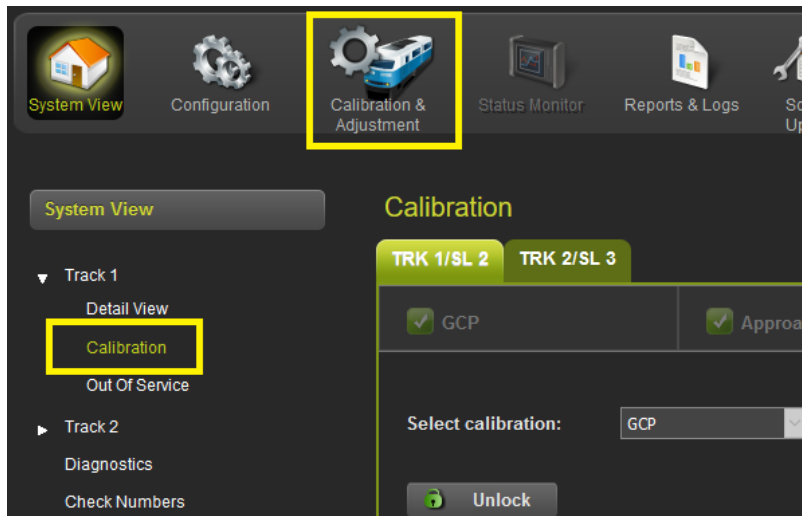 System View
Configuration
Calibration &
Adjustment
Status Monitor
Reports & Logs
System View
Calibration
TRK 1/SL 2
TRK 2/SL 3
Track 1
Detail View
Calibration
Out Of Service
Track 2
Diagnostics
Check Numbers
GCP
Select calibration:
GCP
Unlock